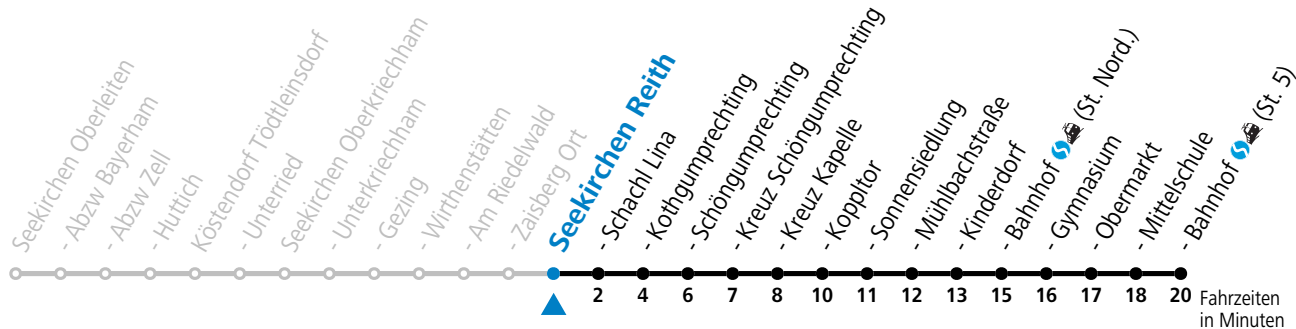 Seekirchen Oberleiten
- Abzw Bayerham
- Abzw Zell
- Huttich
Köstendorf Tödtleinsdorf
- Unterried
Seekirchen Oberkriechham
- Unterkriechham
- Gezing
- Wirthenstätten
- Am Riedelwald
- Zaisberg Ort
Seekirchen Reith
- Schachl Lina
- Kothgumprechting
- Schöngumprechting
- Kreuz Schöngumprechting
- Kreuz Kapelle
- Koppltor
- Sonnensiedlung
- Mühlbachstraße
- Kinderdorf
- Bahnhof (St. Nord.)
- Gymnasium
- Obermarkt
- Mittelschule
- Bahnhof (St. 5)
2 4 6 7 8 10 11 12 13 15 16 17 18 20 Fahrzeiten
in Minuten